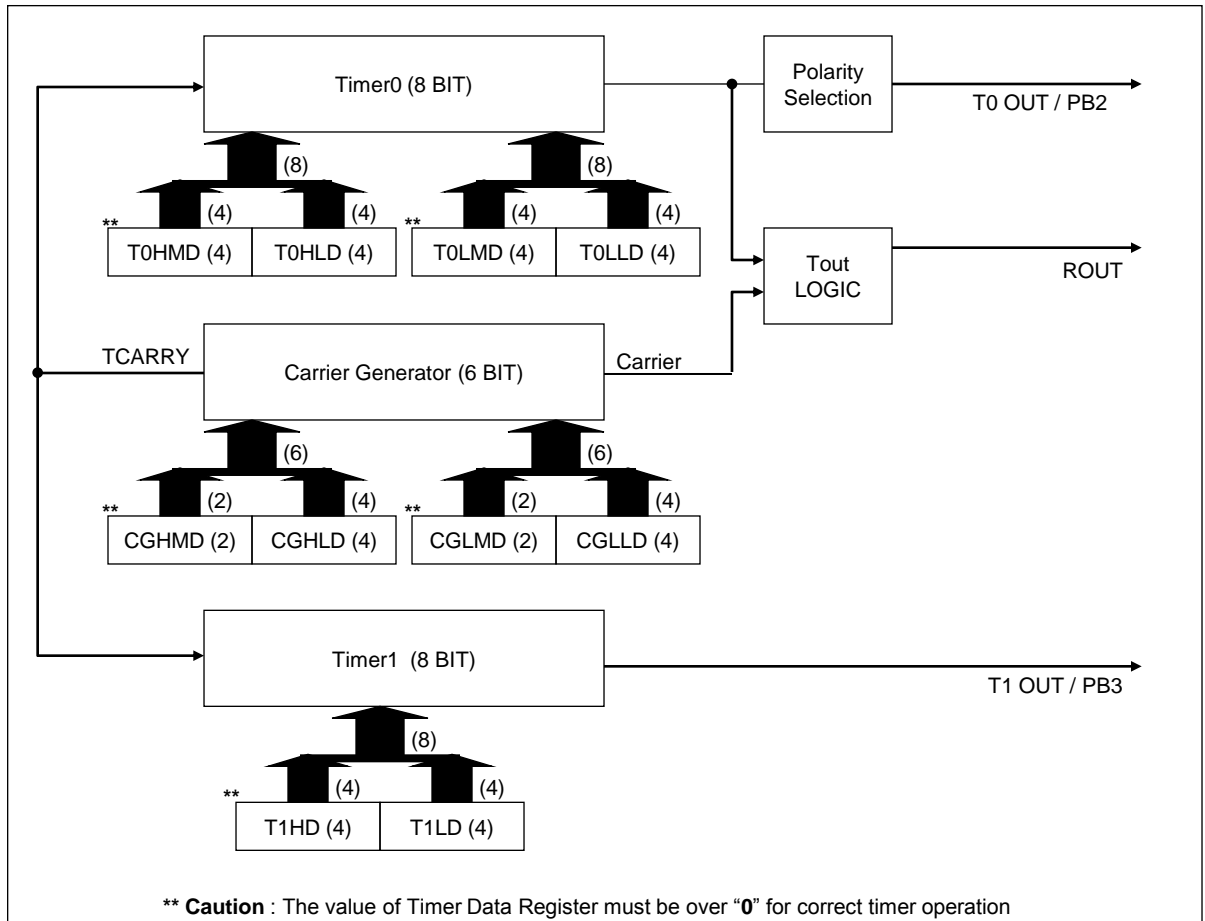 Timer0 (8 BIT)
Polarity
Selection
T0 OUT / PB2
(8)
(8)
**
(4)
(4)
**
(4)
(4)
T0HMD (4)
T0HLD (4)
T0LMD (4)
T0LLD (4)
Tout
LOGIC
ROUT
TCARRY
Carrier Generator (6 BIT)
Carrier
(6)
(6)
**
(2)
(4)
**
(2)
(4)
CGHMD (2)
CGHLD (4)
CGLMD (2)
CGLLD (4)
Timer1 (8 BIT)
T1 OUT / PB3
(8)
**
(4)
(4)
T1HD (4)
T1LD (4)
** Caution : The value of Timer Data Register must be over “0” for correct timer operation